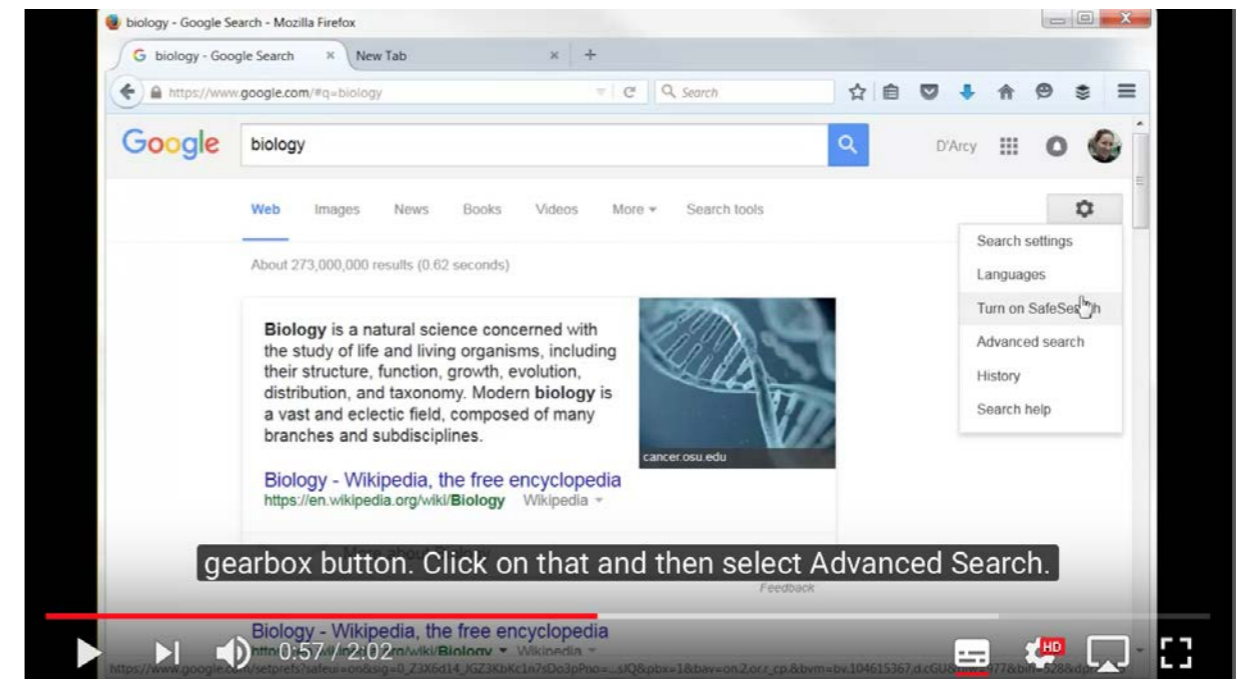 biology - Google Search - Mozilla Firefox
G biology - Google Search × New Tab × +
https://www.google.com/#q=biology Search
Google biology D'Arcy
Web Images News Books Videos More Search tools
Search settings
About 273,000,000 results (0.62 seconds)
Languages
Turn on SafeSearch
Biology is a natural science concerned with
the study of life and living organisms, including
their structure, function, growth, evolution,
distribution, and taxonomy. Modern biology is
a vast and eclectic field, composed of many
branches and subdisciplines.
Advanced search
History
Search help
cancer.osu.edu
Biology - Wikipedia, the free encyclopedia
https://en.wikipedia.org/wiki/Biology Wikipedia
gearbox button. Click on that and then select Advanced Search.
Feedback
Biology - Wikipedia, the free encyclopedia
0:57 / 2:02
HD